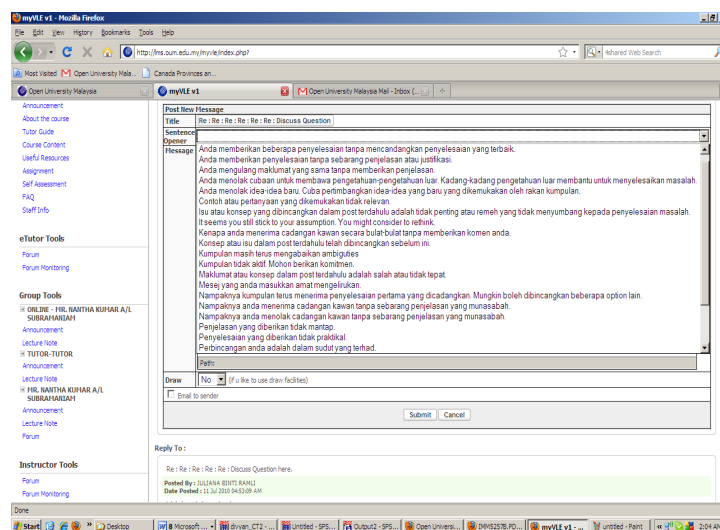 myVLE v1 - Mozilla Firefox
File Edit View History Bookmarks Tools Help
http://lms.oum.edu.my/myvle/index.php?
4shared Web Search
Most Visited Open University Mala... Canada Provinces an...
Open University Malaysia
myVLE v1
Open University Malaysia Mail - Inbox (...
Announcement
About the course
Tutor Guide
Course Content
Useful Resources
Assignment
Self Assessment
FAQ
Staff Info
eTutor Tools
Forum
Forum Monitoring
Group Tools
ONLINE - MR. NANTHA KUMAR A/L
SUBRAMANIAM
Announcement
Lecture Note
TUTOR-TUTOR
Announcement
Lecture Note
MR. NANTHA KUMAR A/L
SUBRAMANIAM
Announcement
Lecture Note
Forum
Instructor Tools
Forum
Forum Monitoring
Post New Message
Title Re : Re : Re : Re : Re : Re : Discuss Question
Sentence
Opener
Message
Anda memberikan beberapa penyelesaian tanpa mencandangkan penyelesaian yang terbaik.
Anda memberikan penyelesaian tanpa sebarang penjelasan atau justifikasi.
Anda mengulang maklumat yang sama tanpa memberikan penjelasan.
Anda menolak cubaan untuk membawa pengetahuan-pengetahuan luar. Kadang-kadang pengetahuan luar membantu untuk menyelesaikan masalah.
Anda menolak idea-idea baru. Cuba pertimbangkan idea-idea yang baru yang dikemukakan oleh rakan kumpulan.
Contoh atau pertanyaan yang dikemukakan tidak relevan.
Isu atau konsep yang dibincangkan dalam post terdahulu adalah tidak penting atau remeh yang tidak menyumbang kepada penyelesaian masalah.
It seems you still stick to your assumption. You might consider to rethink.
Kenapa anda menerima cadangan kawan secara bulat-bulat tanpa memberikan komen anda.
Konsep atau isu dalam post terdahulu telah dibincangkan sebelum ini.
Kumpulan masih terus mengabaikan ambiguties
Kumpulan tidak aktif. Mohon berikan komitmen.
Maklumat atau konsep dalam post terdahulu adalah salah atau tidak tepat.
Mesej yang anda masukkan amat mengelirukan.
Nampaknya kumpulan terus menerima penyelesaian pertama yang dicadangkan. Mungkin boleh dibincangkan beberapa option lain.
Nampaknya anda menerima cadangan kawan tanpa sebarang penjelasan yang munasabah.
Nampaknya anda menolak cadangan kawan tanpa sebarang penjelasan yang munasabah.
Penjelasan yang diberikan tidak mantap.
Penyelesaian yang diberikan tidak praktikal.
Perbincangan anda adalah dalam sudut yang terhad.
Path:
Draw No (if u like to use draw facilities)
Email to sender
Submit Cancel
Reply To :
Re : Re : Re : Re : Re : Discuss Question here.
Posted By : JULIANA BINTI RAMLI
Date Posted : 11 Jul 2010 04:53:09 AM
Done
Start Desktop 8 Microsoft ... divyan_CT2 - ... Untitled - SPS... Output2 - SPS... Open Universi... IMMS257B.PD... myVLE v1 - ... untitled - Paint 2:04 AM